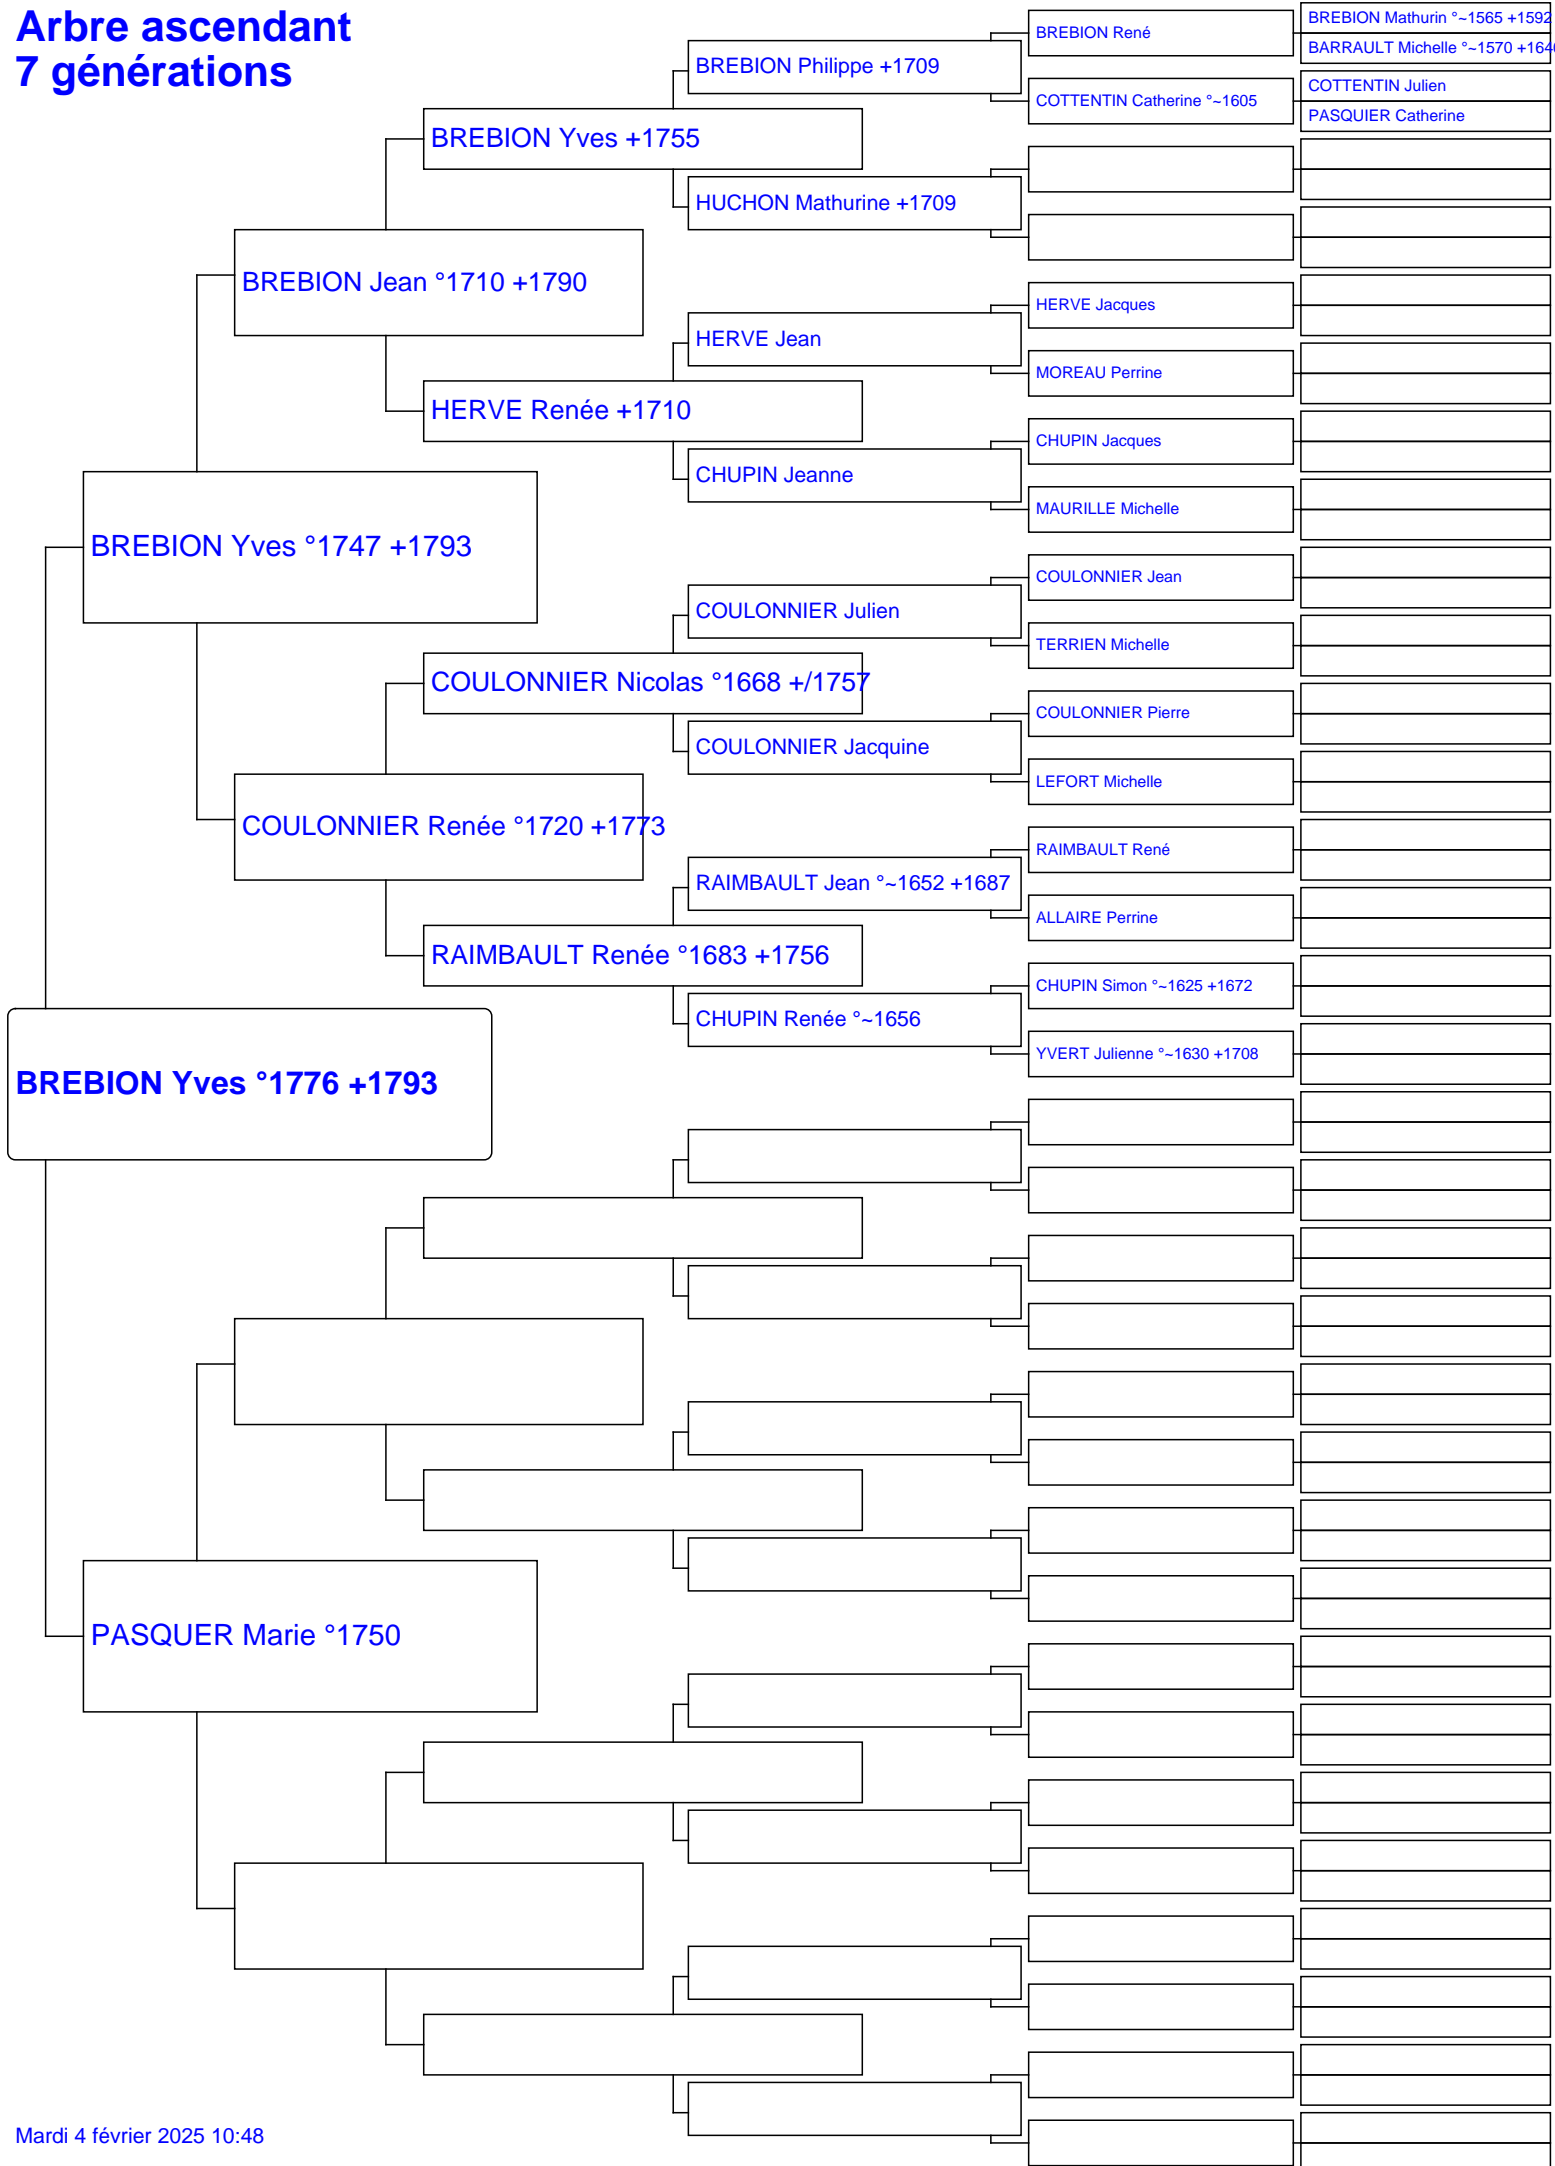 Arbre ascendant
7 générations
BREBION Mathurin °~1565 +1592
BREBION René
BARRAULT Michelle °~1570 +164
BREBION Philippe +1709
COTTENTIN Julien
COTTENTIN Catherine °~1605
PASQUIER Catherine
BREBION Yves +1755
HUCHON Mathurine +1709
BREBION Jean °1710 +1790
HERVE Jacques
HERVE Jean
MOREAU Perrine
HERVE Renée +1710
CHUPIN Jacques
CHUPIN Jeanne
MAURILLE Michelle
BREBION Yves °1747 +1793
COULONNIER Jean
COULONNIER Julien
TERRIEN Michelle
COULONNIER Nicolas °1668 +/1757
COULONNIER Pierre
COULONNIER Jacquine
LEFORT Michelle
COULONNIER Renée °1720 +1773
RAIMBAULT René
RAIMBAULT Jean °~1652 +1687
ALLAIRE Perrine
RAIMBAULT Renée °1683 +1756
CHUPIN Simon °~1625 +1672
CHUPIN Renée °~1656
YVERT Julienne °~1630 +1708
BREBION Yves °1776 +1793
PASQUER Marie °1750
Mardi 4 février 2025 10:48